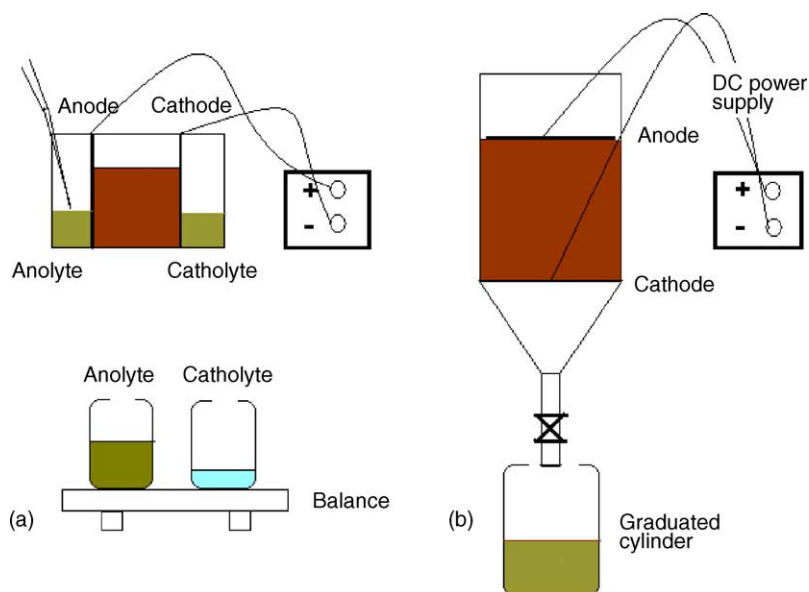 Anode
Cathode
+
-
Anolyte
Catholyte
Anolyte
Catholyte
Balance
(a)
DC power
supply
Anode
+
-
Cathode
Graduated
cylinder
(b)